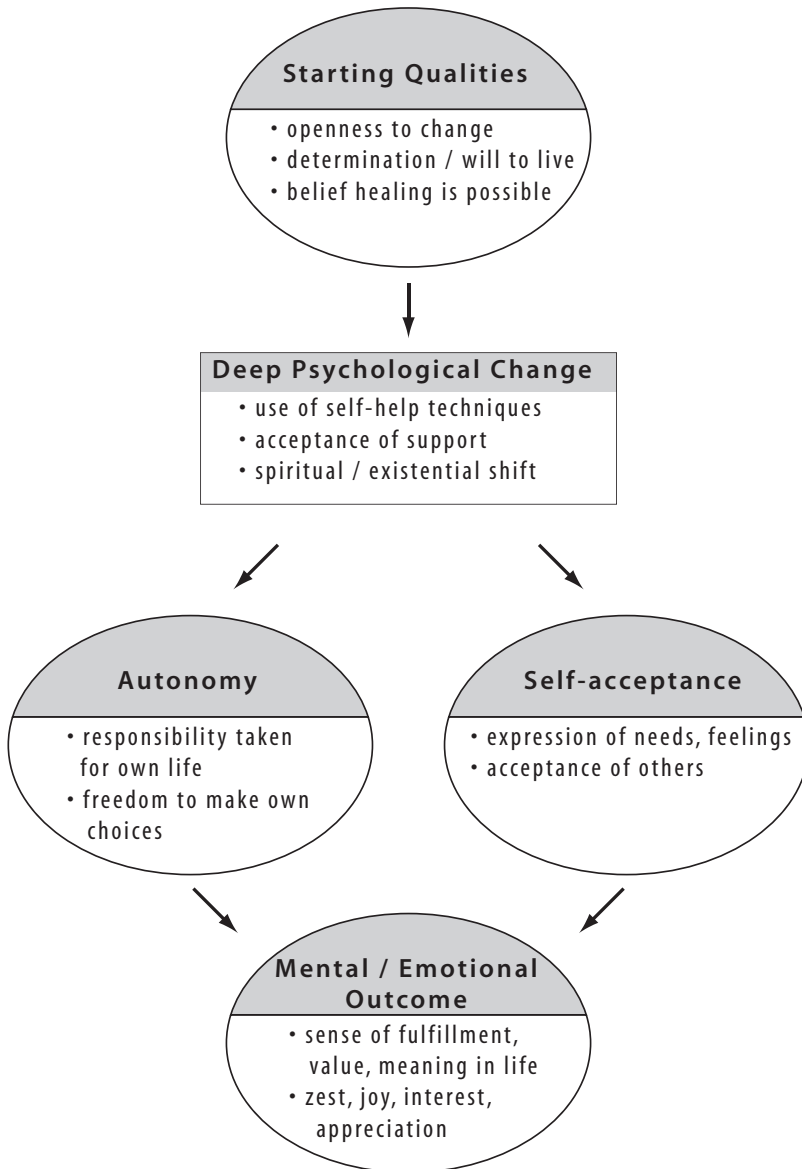 Starting Qualities
• openness to change
• determination / will to live
• belief healing is possible
Deep Psychological Change
• use of self-help techniques
• acceptance of support
• spiritual / existential shift
Autonomy
• responsibility taken
for own life
• freedom to make own
choices
Self-acceptance
• expression of needs, feelings
• acceptance of others
Mental / Emotional
Outcome
• sense of fulfillment,
value, meaning in life
• zest, joy, interest,
appreciation